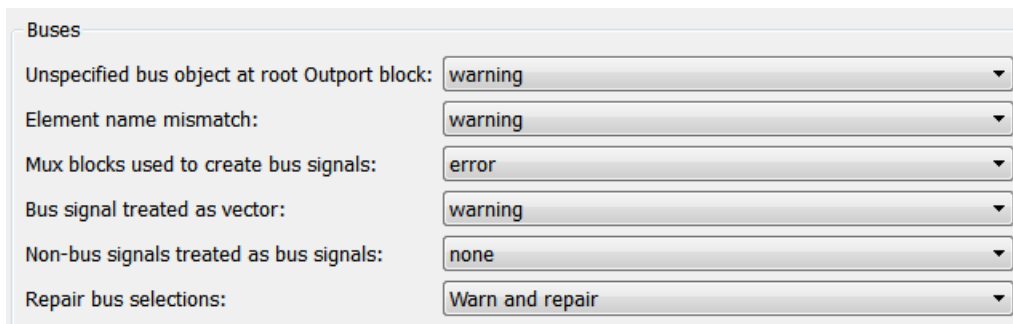 Buses
Unspecified bus object at root Outport block: warning
Element name mismatch: warning
Mux blocks used to create bus signals: error
Bus signal treated as vector: warning
Non-bus signals treated as bus signals: none
Repair bus selections: Warn and repair